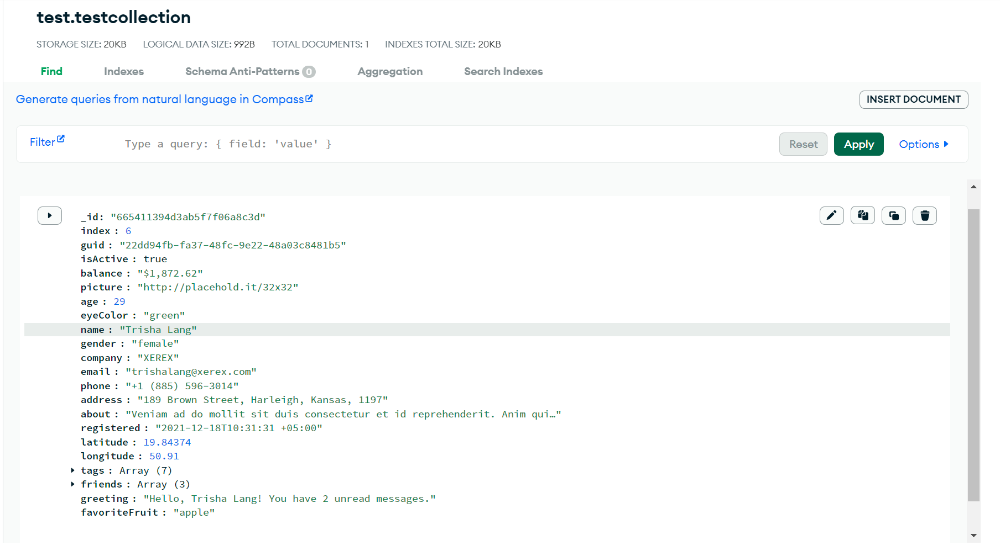 test.testcollection
STORAGE SIZE: 20KB LOGICAL DATA SIZE: 992B TOTAL DOCUMENTS: 1 INDEXES TOTAL SIZE: 20KB
Find Indexes Schema Anti-Patterns 0 Aggregation Search Indexes
Generate queries from natural language in Compass
INSERT DOCUMENT
Filter Type a query: { field: 'value' } Reset Apply Options
_id: "665411394d3ab5f7f06a8c3d"
index : 6
guid : "22dd94fb-fa37-48fc-9e22-48a03c8481b5"
isActive : true
balance : "$1,872.62"
picture : "http://placehold.it/32x32"
age : 29
eyeColor : "green"
name : "Trisha Lang"
gender : "female"
company : "XEREX"
email : "trishalang@xerex.com"
phone : "+1 (885) 596-3014"
address : "189 Brown Street, Harleigh, Kansas, 1197"
about : "Veniam ad do mollit sit duis consectetur et id reprehenderit. Anim qui…"
registered : "2021-12-18T10:31:31 +05:00"
latitude : 19.84374
longitude : 50.91
tags : Array (7)
friends : Array (3)
greeting : "Hello, Trisha Lang! You have 2 unread messages."
favoriteFruit : "apple"